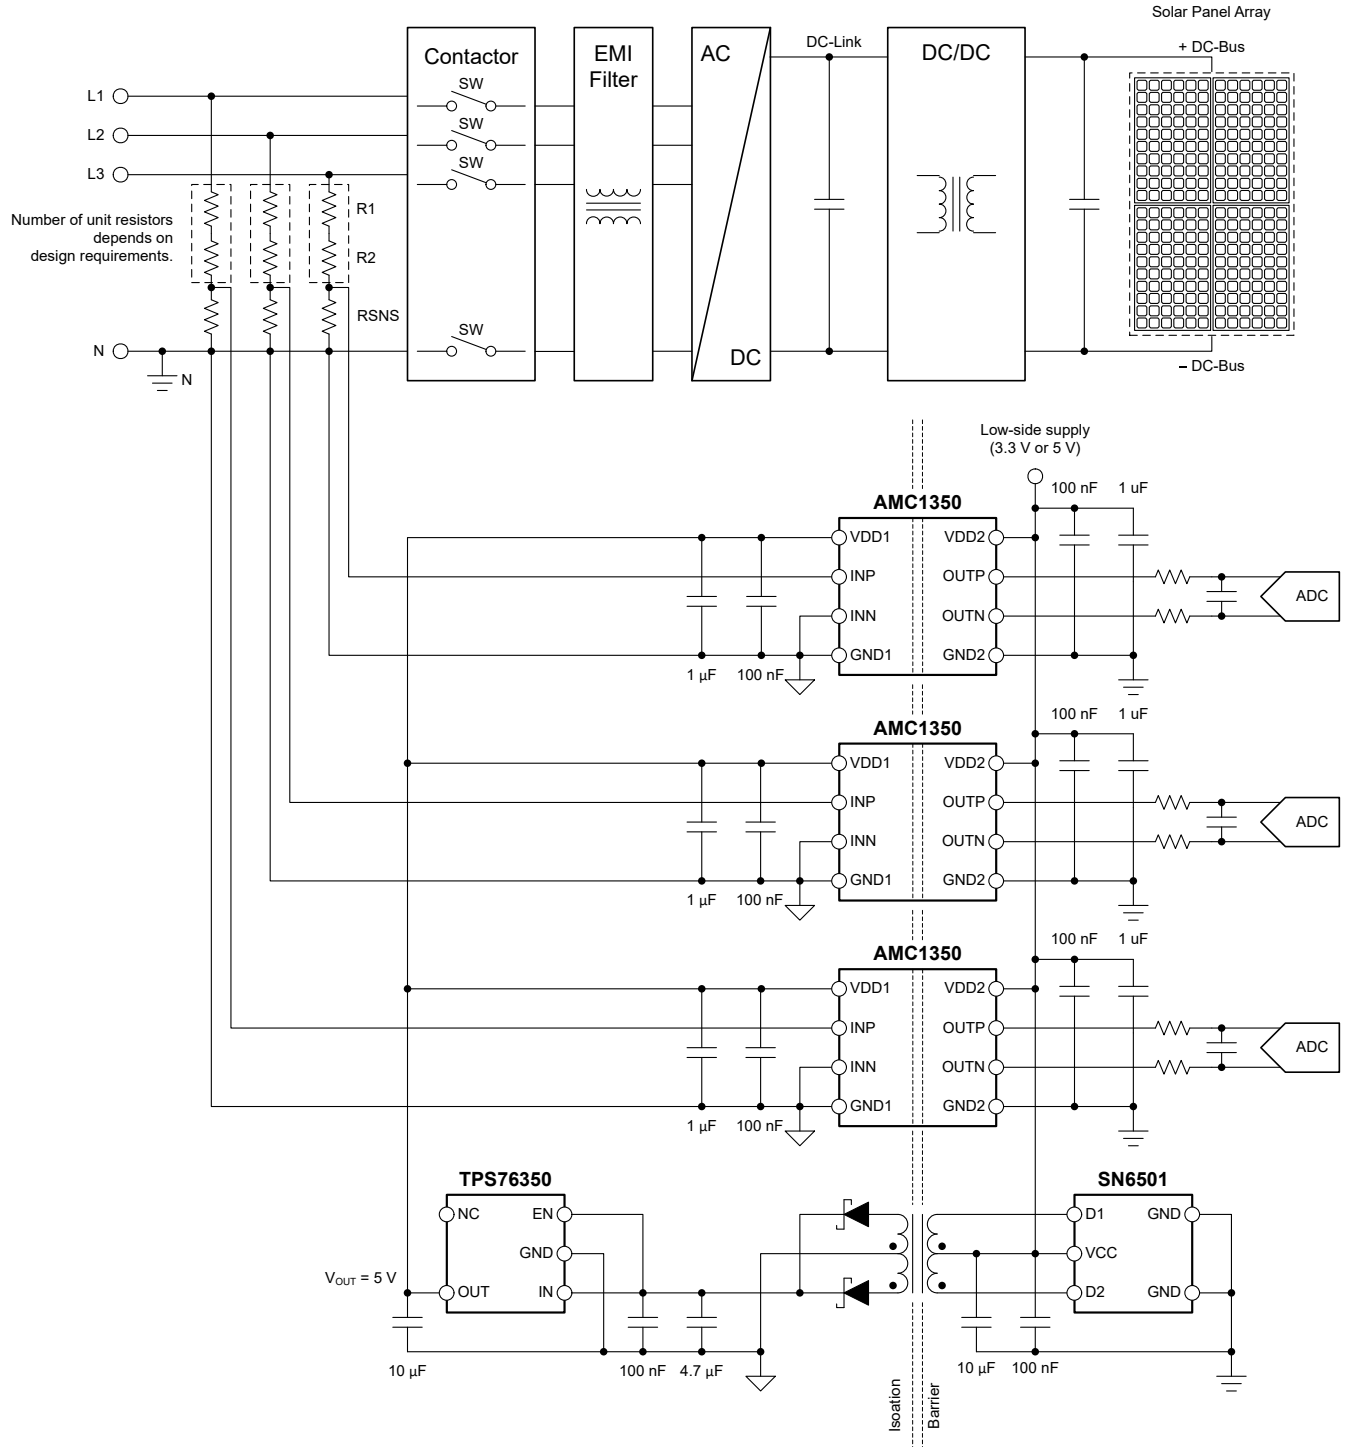 Solar Panel Array
Contactor
EMI
Filter
AC
DC-Link
DC/DC
+ DC-Bus
SW
L1
SW
L2
SW
L3
Number of unit resistors
depends on
design requirements.
R1
R2
RSNS
SW
N
N
DC
– DC-Bus
Low-side supply
(3.3 V or 5 V)
100 nF
1 uF
AMC1350
VDD1
VDD2
INP
OUTP
ADC
INN
OUTN
GND1
GND2
1 µF
100 nF
100 nF
1 uF
AMC1350
VDD1
VDD2
INP
OUTP
ADC
INN
OUTN
GND1
GND2
1 µF
100 nF
100 nF
1 uF
AMC1350
VDD1
VDD2
INP
OUTP
ADC
INN
OUTN
GND1
GND2
1 µF
100 nF
TPS76350
SN6501
NC
EN
D1
GND
GND
VCC
VOUT = 5 V
OUT
IN
D2
GND
10 µF
100 nF
4.7 µF
10 µF
100 nF
Isoation
Barrier